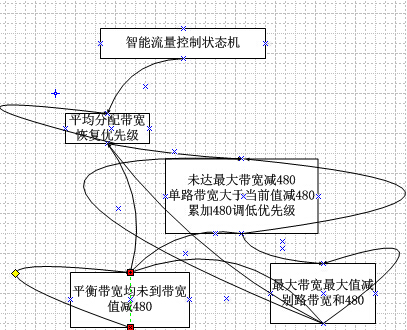 智能流量控制状态机
平均分配带宽
恢复优先级
未达最大带宽减480
单路带宽大于当前值减480
累加480调低优先级
平衡带宽均未到带宽
值减480
最大带宽最大值减
别路带宽和480